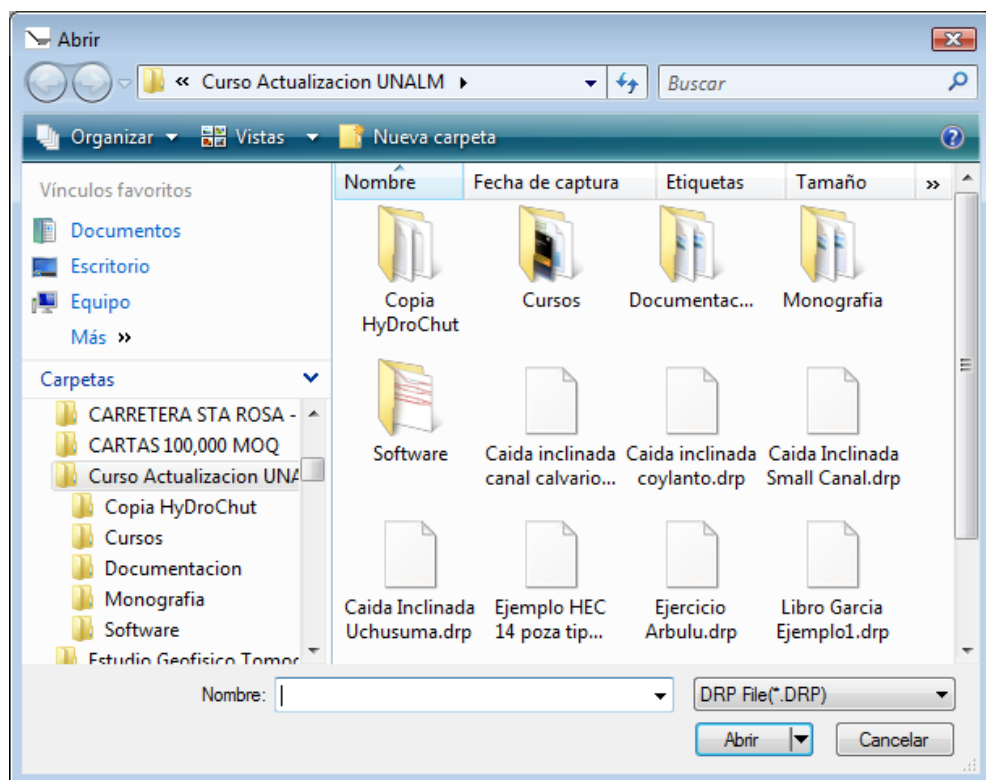 Abrir
« Curso Actualizacion UNALM
Buscar
Organizar
Vistas
Nueva carpeta
Vínculos favoritos
Documentos
Escritorio
Equipo
Más »
Carpetas
CARRETERA STA ROSA -
CARTAS 100,000 MOQ
Curso Actualizacion UNA
Copia HyDroChut
Cursos
Documentacion
Monografia
Software
Estudio Geofisico Tomog
Nombre
Fecha de captura
Etiquetas
Tamaño
»
Copia
HyDroChut
Cursos
Documentac...
Monografia
Software
Caida inclinada
canal calvario...
Caida inclinada
coylanto.drp
Caida Inclinada
Small Canal.drp
Caida Inclinada
Uchusuma.drp
Ejemplo HEC
14 poza tip...
Ejercicio
Arbulu.drp
Libro Garcia
Ejemplo1.drp
Nombre:
DRP File(*.DRP)
Abrir
Cancelar